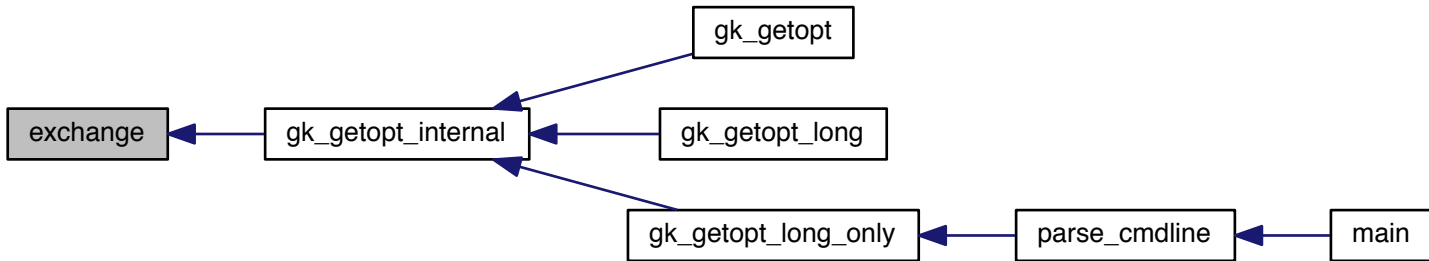 gk_getopt
exchange
gk_getopt_internal
gk_getopt_long
gk_getopt_long_only
parse_cmdline
main